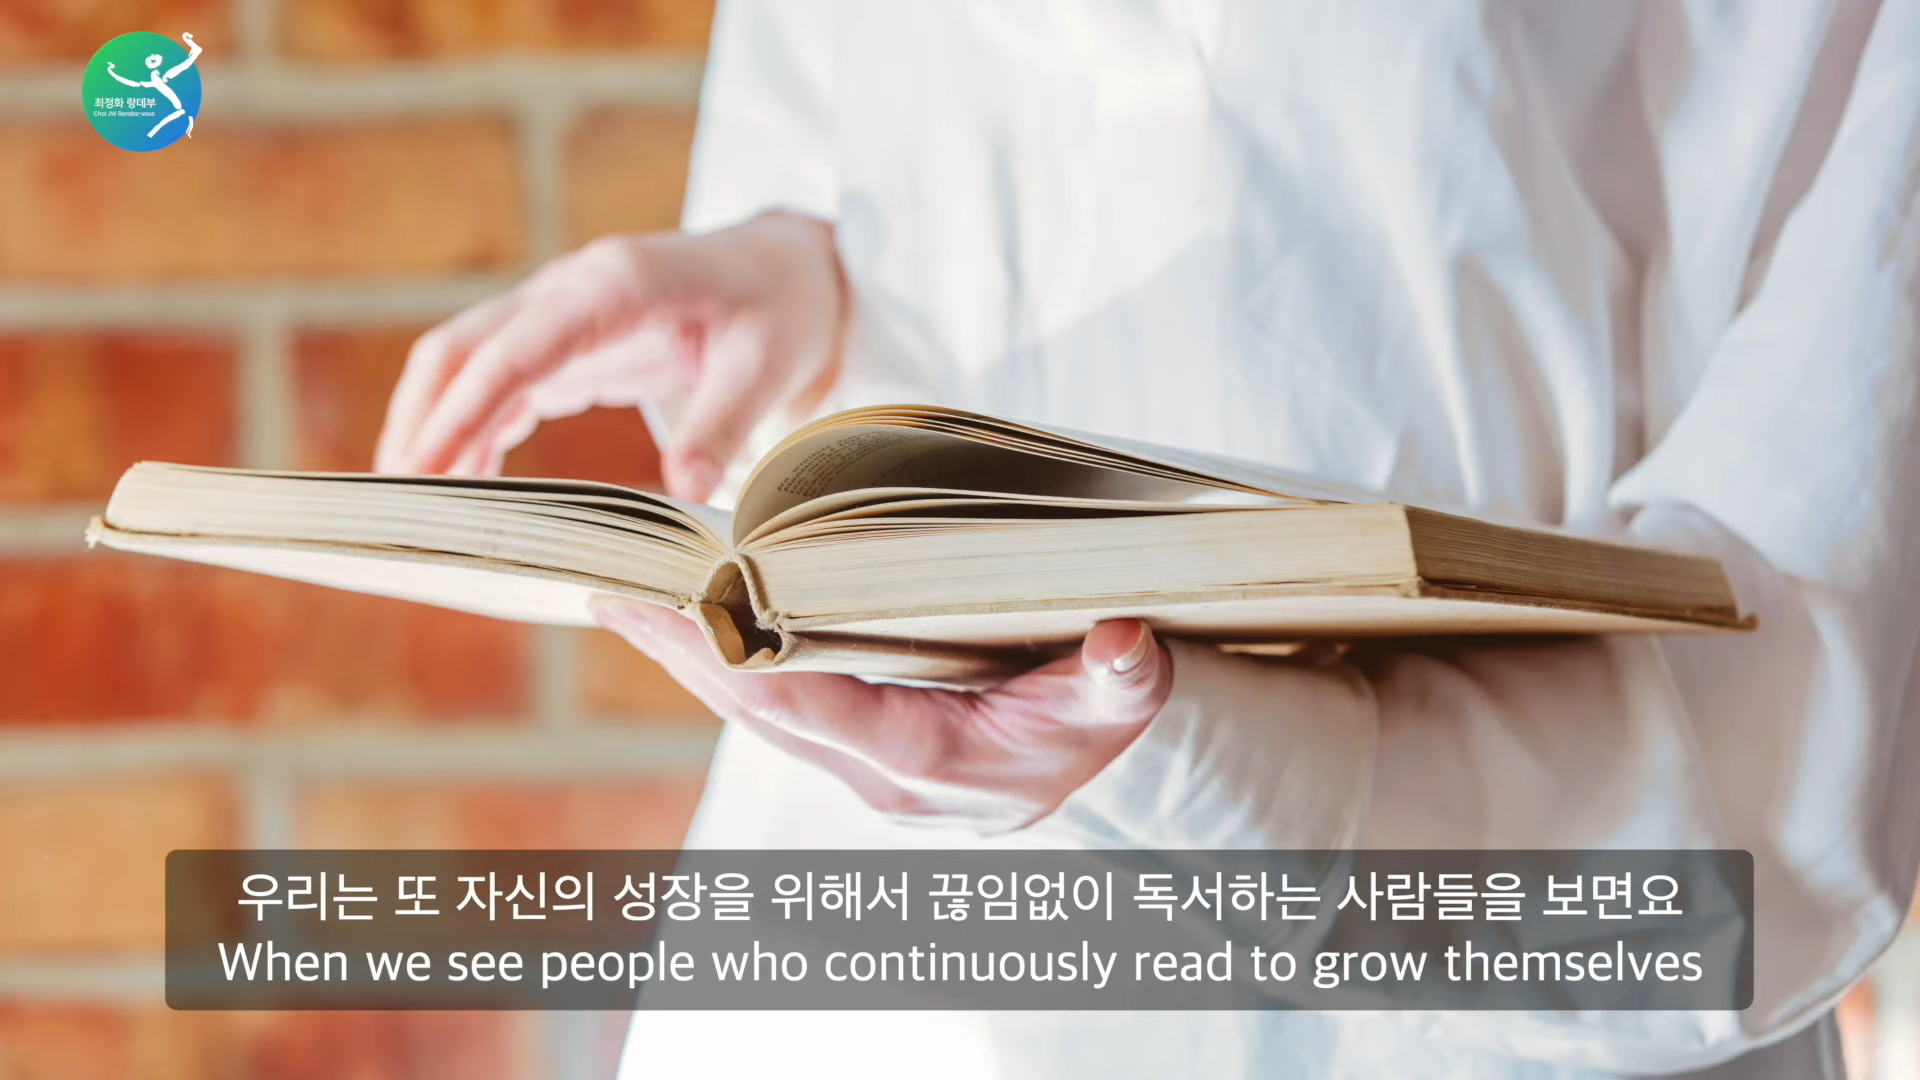 최정화 랑데부
Choi JW Rendez-vous
우리는 또 자신의 성장을 위해서 끊임없이 독서하는 사람들을 보면요
When we see people who continuously read to grow themselves